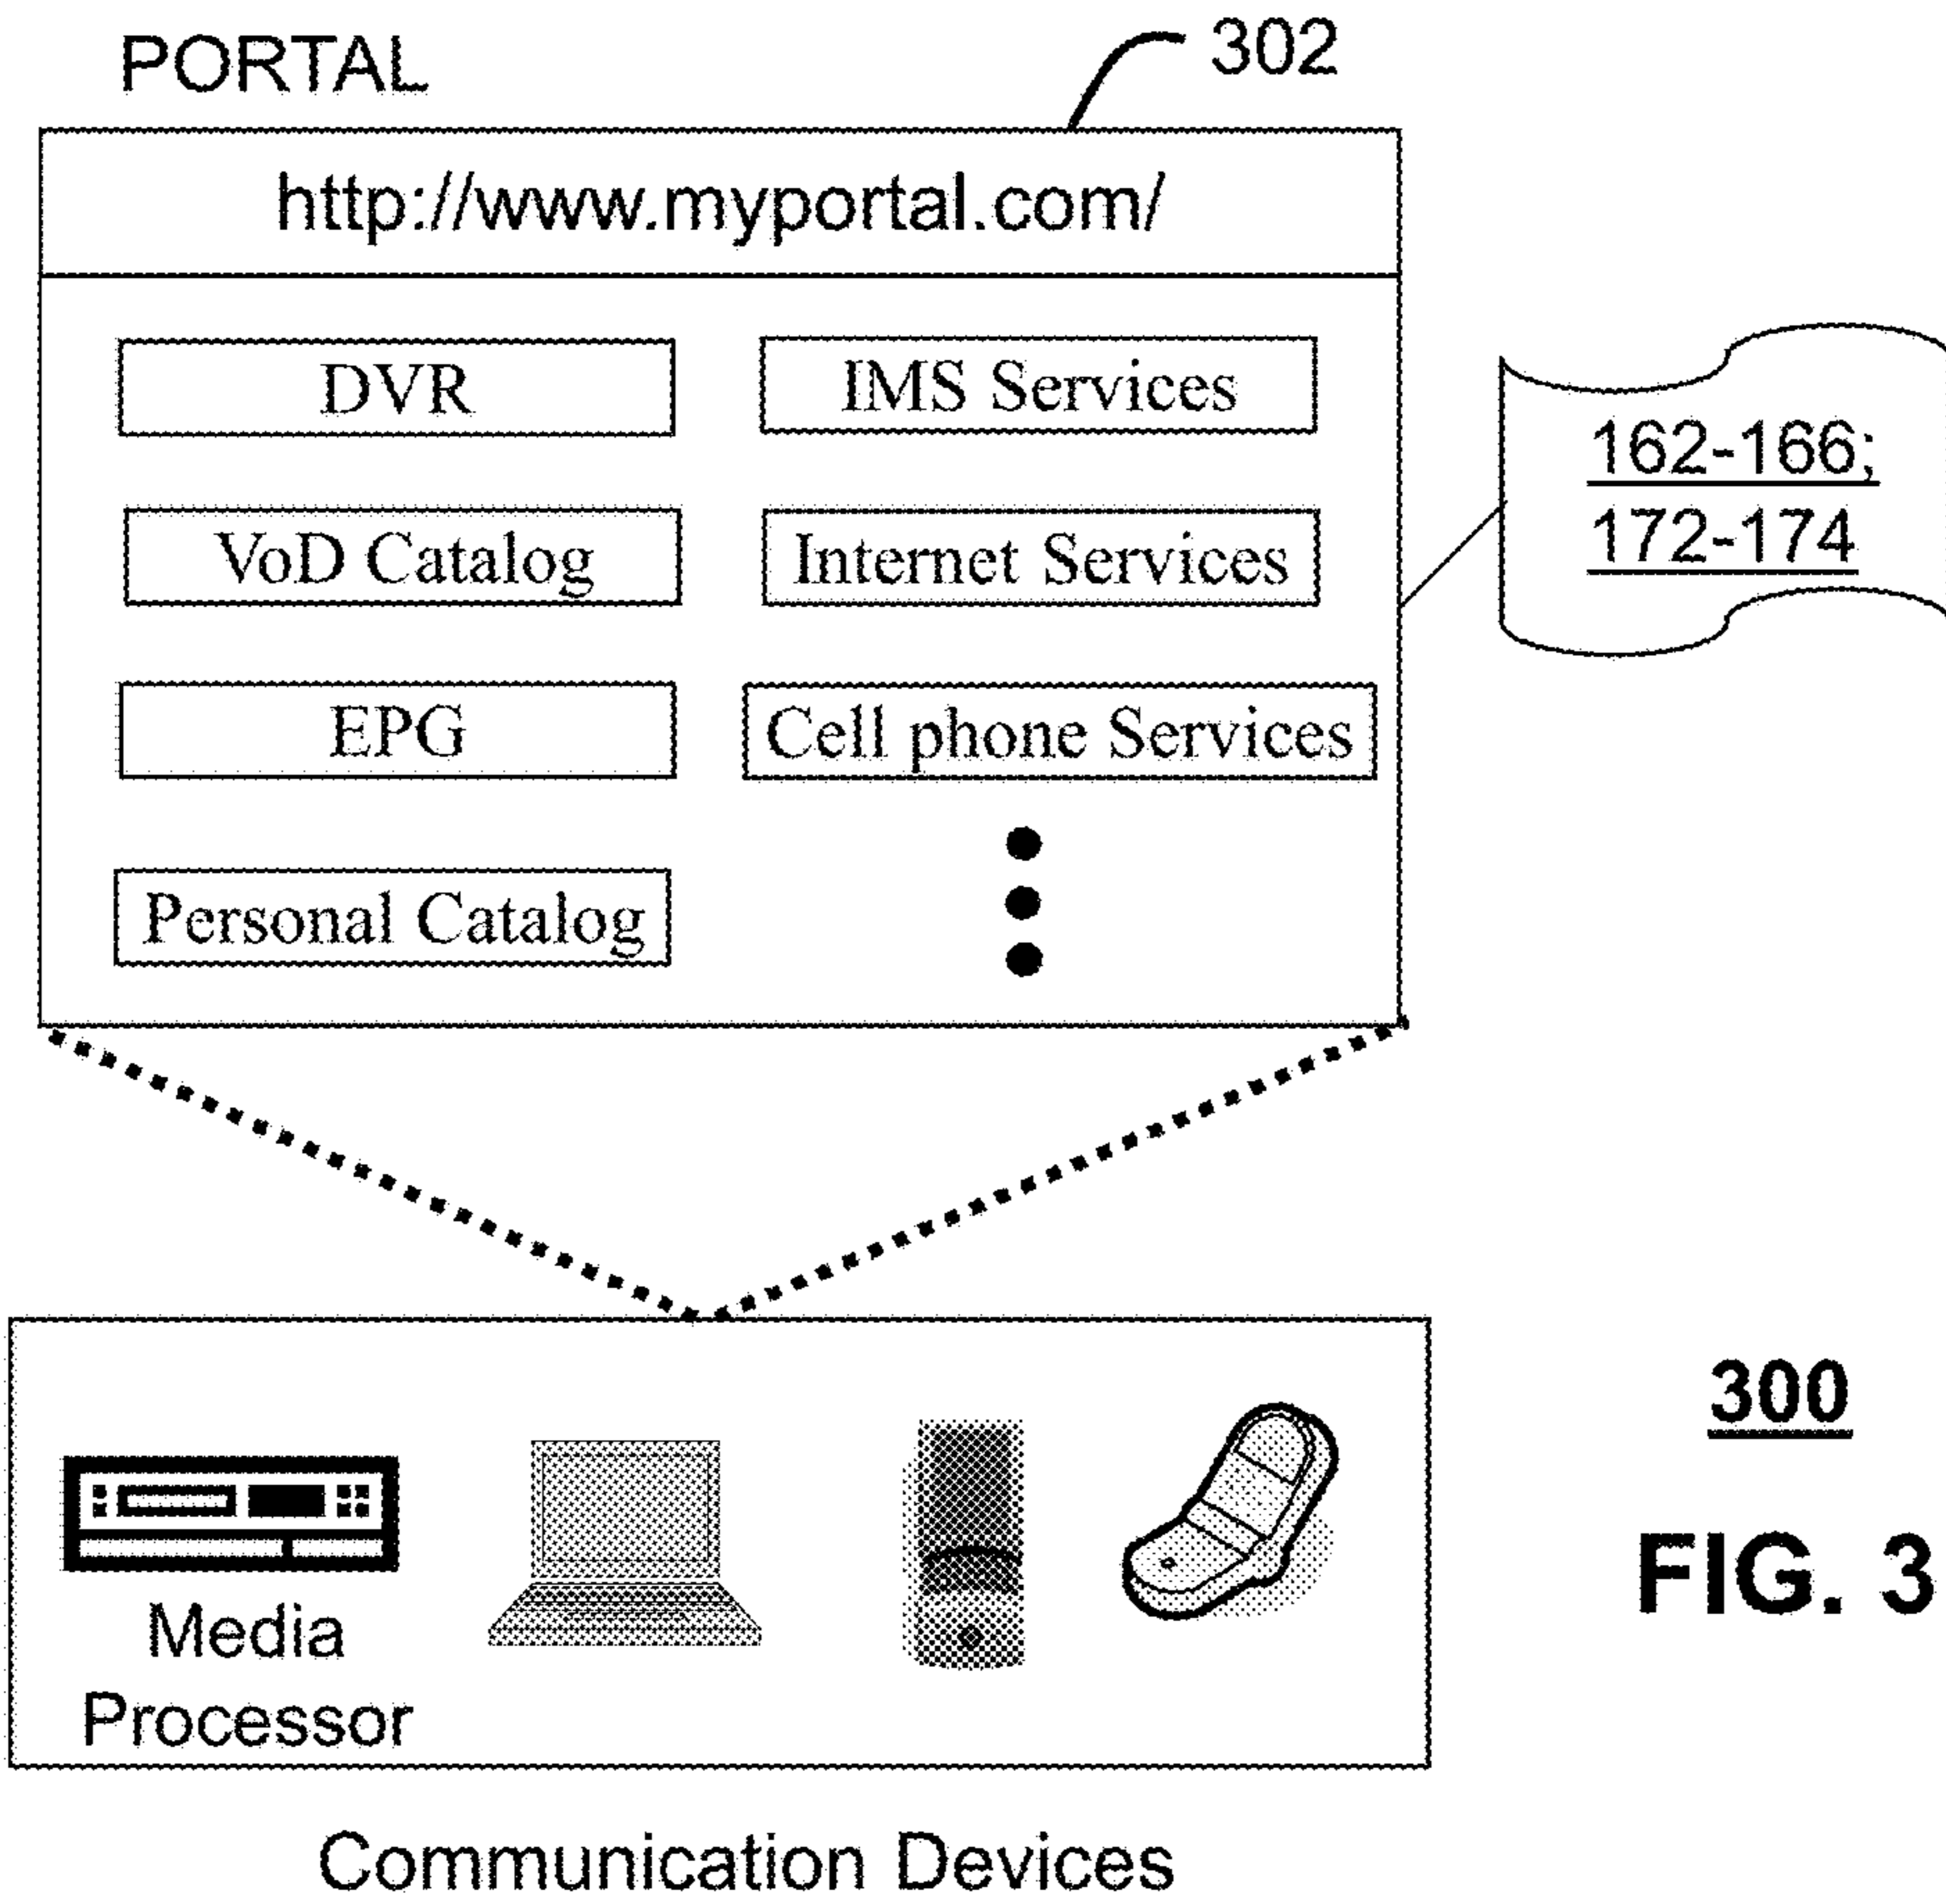 PORTAL
302
http://www.myportal.com/
DVR
IMS Services
VoD Catalog
Internet Services
EPG
Cell phone Services
Personal Catalog
162-166;
172-174
Media
Processor
300
FIG. 3
Communication Devices